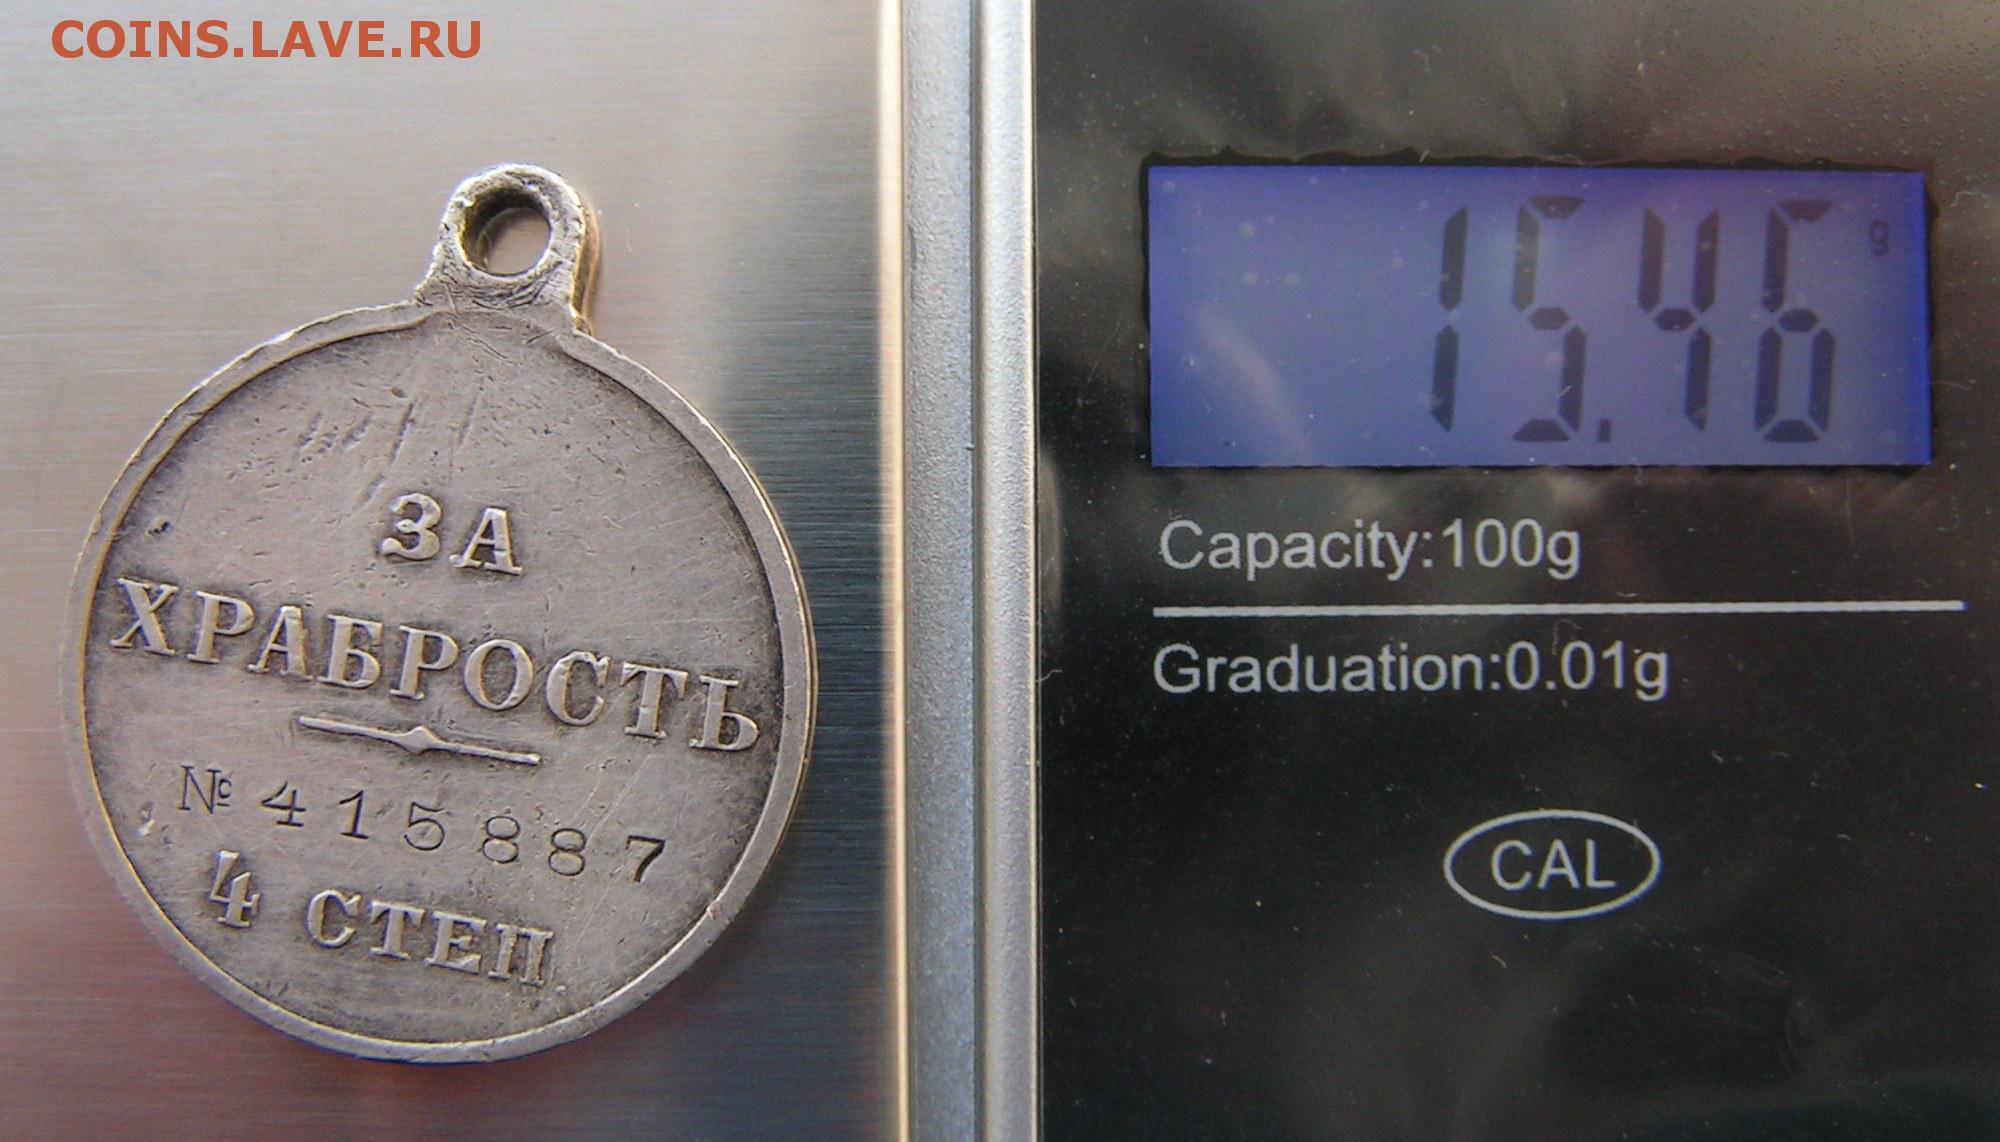 COINS.LAVE.RU
ЗА
ХРАБРОСТЬ
№ 415887
4 СТЕП
15.46 g
Capacity:100g
Graduation:0.01g
CAL